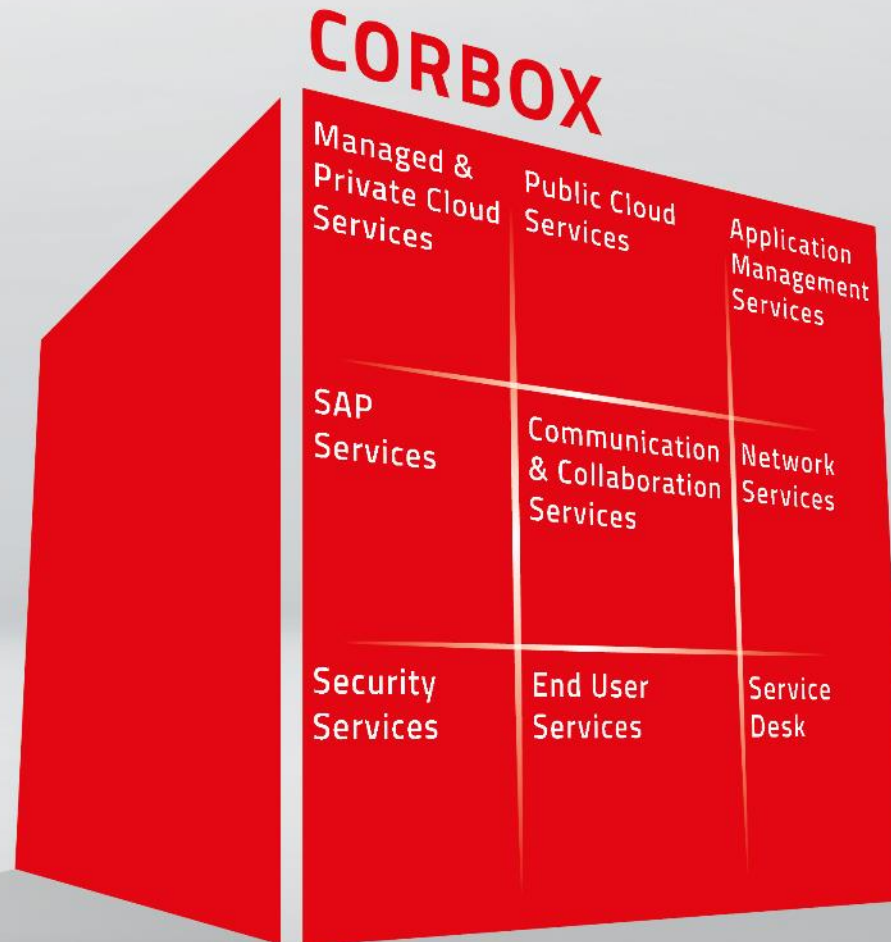 CORBOX
Managed &
Private Cloud
Services
Public Cloud
Services
Application
Management
Services
SAP
Services
Communication
& Collaboration
Services
Network
Services
Security
Services
End User
Services
Service
Desk